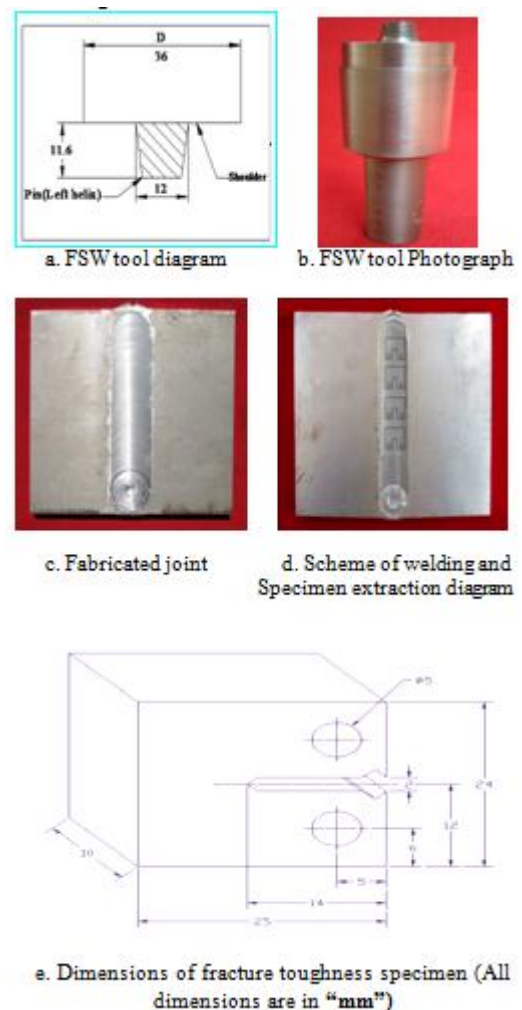 D
36
11.6
Shoulder
Pin(Left helix)
12
a. FSW tool diagram
b. FSW tool Photograph
c. Fabricated joint
d. Scheme of welding and
Specimen extraction diagram
ø5
24
2
12
6
10
5
14
25
e. Dimensions of fracture toughness specimen (All
dimensions are in “mm”)